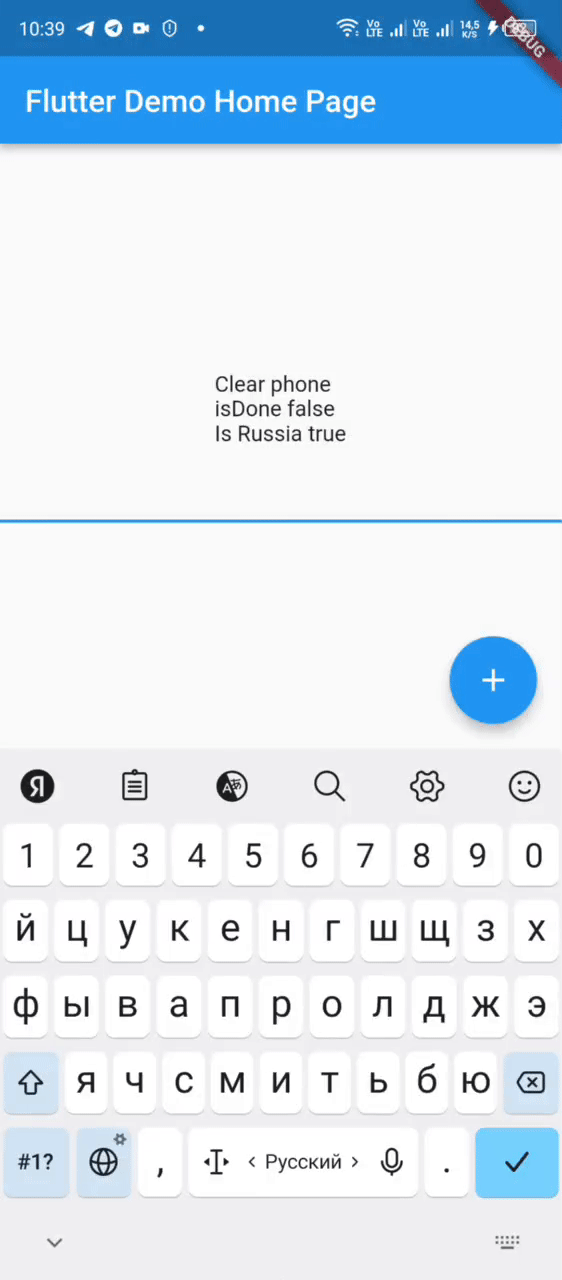 10:39 Vo LTE Vo LTE 14,5 K/S
DEBUG
Flutter Demo Home Page
Clear phone
isDone false
Is Russia true
Я
1 2 3 4 5 6 7 8 9 0
й ц у к е н г ш щ з х
ф ы в а п р о л д ж э
я ч с м и т ь б ю
#1? , < Русский > .